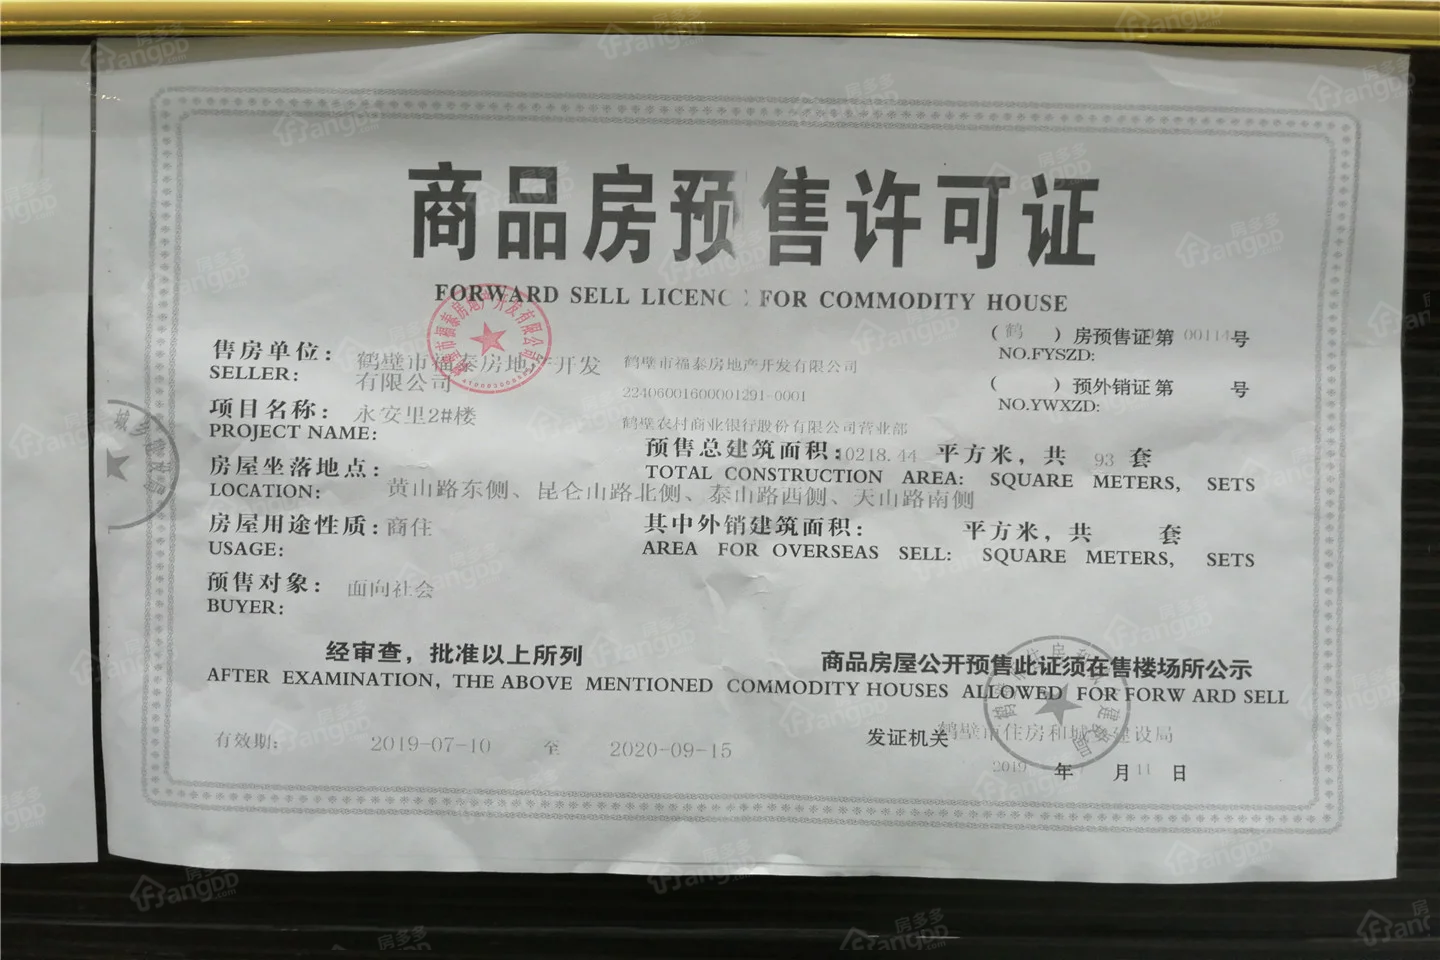 商品房预售许可证
FORWARD SELL LICENC FOR COMMODITY HOUSE
（鹤　）房预售证第 00114号
NO.FYSZD:
（　　）预外销证第　号
NO.YWXZD:
售房单位：鹤壁市福泰房地产开发
SELLER: 有限公司
鹤壁市福泰房地产开发有限公司
22406001600001291-0001
鹤壁农村商业银行股份有限公司营业部
项目名称：永安里2#楼
PROJECT NAME:
预售总建筑面积：10218.44 平方米，共 93 套
TOTAL CONSTRUCTION AREA: SQUARE METERS, SETS
房屋坐落地点：
LOCATION: 黄山路东侧、昆仑山路北侧、泰山路西侧、天山路南侧
房屋用途性质：商住
USAGE:
其中外销建筑面积：　平方米，共　套
AREA FOR OVERSEAS SELL: SQUARE METERS, SETS
预售对象：面向社会
BUYER:
经审查，批准以上所列　商品房屋公开预售此证须在售楼场所公示
AFTER EXAMINATION, THE ABOVE MENTIONED COMMODITY HOUSES ALLOWED FOR FORW ARD SELL
有效期： 2019-07-10 至 2020-09-15
发证机关 鹤壁市住房和城乡建设局
2019 年　月 11 日
房多多
Fangdd.com